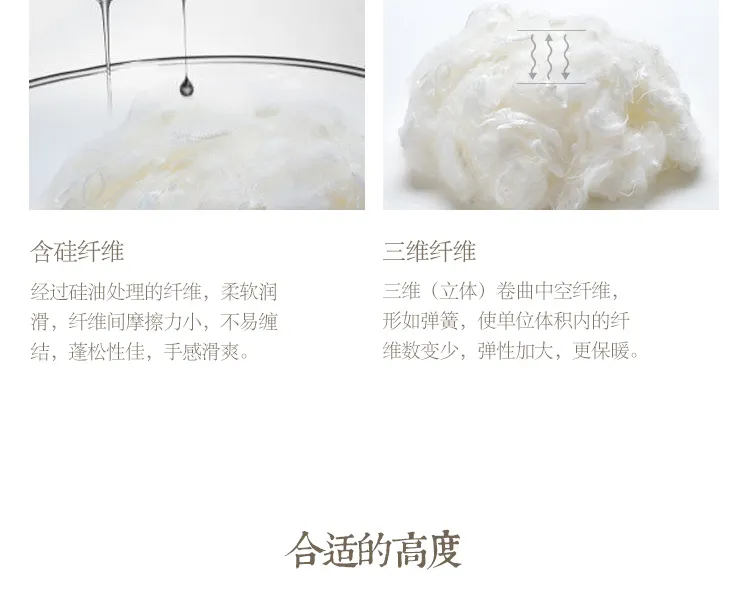 含硅纤维
经过硅油处理的纤维，柔软润
滑，纤维间摩擦力小，不易缠
结，蓬松性佳，手感滑爽。
三维纤维
三维（立体）卷曲中空纤维，
形如弹簧，使单位体积内的纤
维数变少，弹性加大，更保暖。
合适的高度